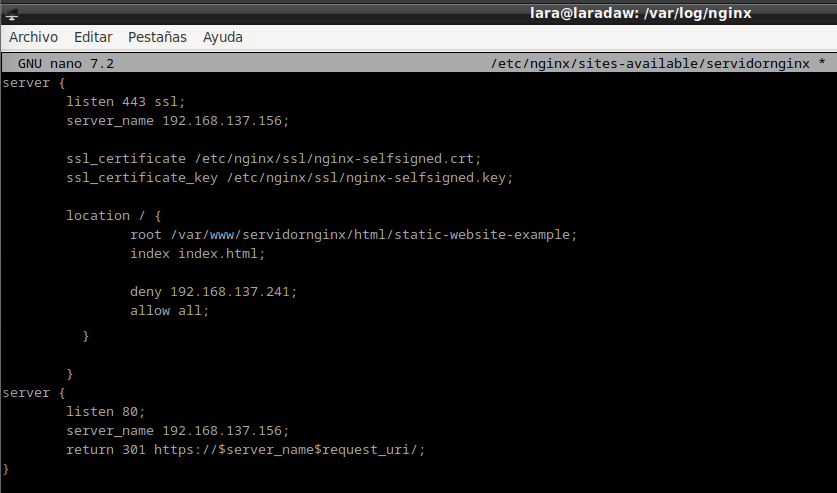 lara@laradaw: /var/log/nginx
Archivo Editar Pestañas Ayuda
GNU nano 7.2 /etc/nginx/sites-available/servidornginx *
server {
listen 443 ssl;
server_name 192.168.137.156;
ssl_certificate /etc/nginx/ssl/nginx-selfsigned.crt;
ssl_certificate_key /etc/nginx/ssl/nginx-selfsigned.key;
location / {
root /var/www/servidornginx/html/static-website-example;
index index.html;
deny 192.168.137.241;
allow all;
}
}
server {
listen 80;
server_name 192.168.137.156;
return 301 https://$server_name$request_uri/;
}